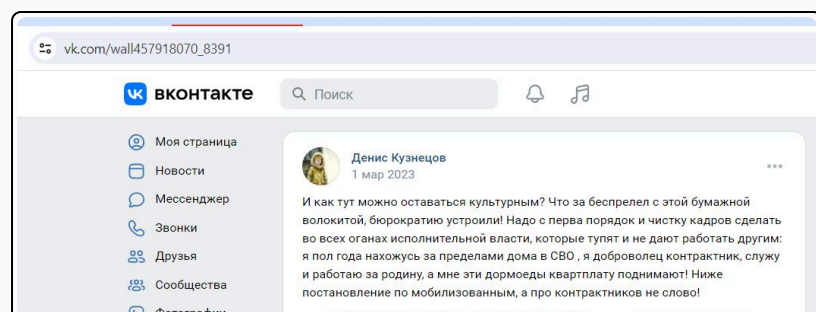 vk.com/wall457918070_8391
вконтакте
Поиск
Моя страница
Новости
Мессенджер
Звонки
Друзья
Сообщества
Фотографии
Денис Кузнецов
1 мар 2023
И как тут можно оставаться культурным? Что за беспрелел с этой бумажной
волокитой, бюрократию устроили! Надо с перва порядок и чистку кадров сделать
во всех оганах исполнительной власти, которые тупят и не дают работать другим:
я пол года нахожусь за пределами дома в СВО , я доброволец контрактник, служу
и работаю за родину, а мне эти дормоеды квартплату поднимают! Ниже
постановление по мобилизованным, а про контрактников не слово!